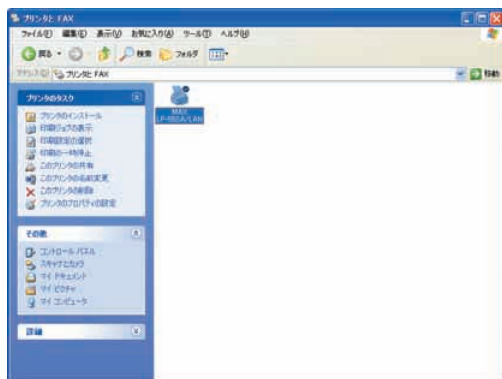 プリンタと FAX
ファイル(F) 編集(E) 表示(V) お気に入り(A) ツール(T) ヘルプ(H)
戻る 検索 フォルダ
アドレス(D) プリンタと FAX 移動
プリンタのタスク
プリンタのインストール
印刷ジョブの表示
印刷設定の選択
印刷の一時停止
このプリンタの共有
このプリンタの名前変更
このプリンタの削除
プリンタのプロパティの設定
その他
コントロール パネル
スキャナとカメラ
マイ ドキュメント
マイ ピクチャ
マイ コンピュータ
詳細
MAX